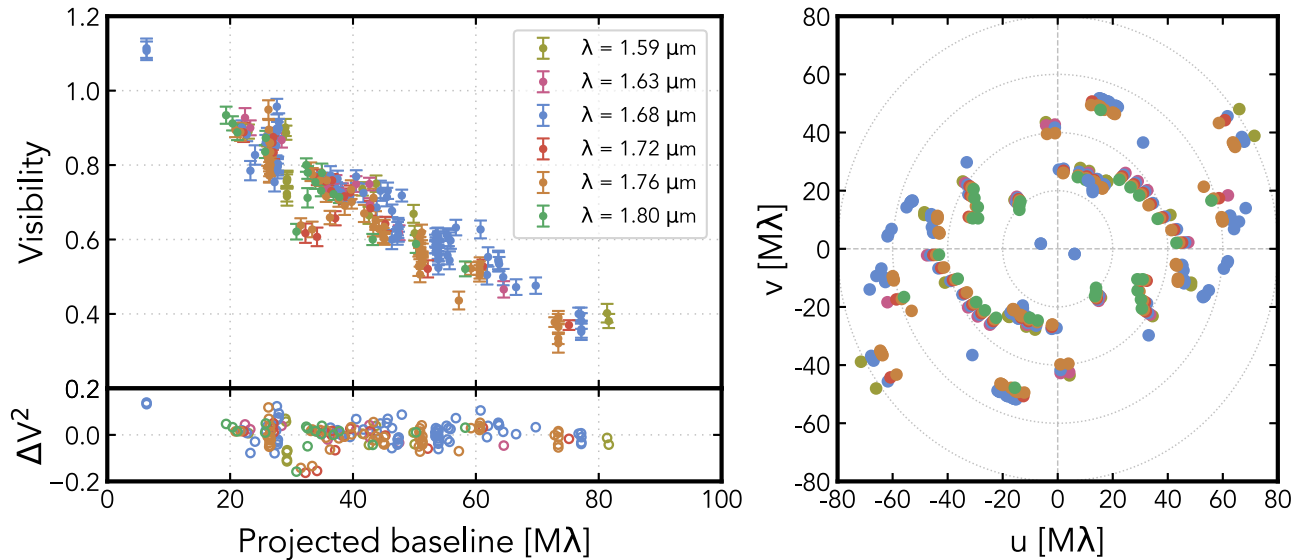 1.2
1.0
0.8
0.6
0.4
0.2
Visibility
λ = 1.59 μm
λ = 1.63 μm
λ = 1.68 μm
λ = 1.72 μm
λ = 1.76 μm
λ = 1.80 μm
0.2
0.0
−0.2
ΔV²
0 20 40 60 80 100
Projected baseline [Mλ]
80
60
40
20
0
-20
-40
-60
-80
v [Mλ]
-80 -60 -40 -20 0 20 40 60 80
u [Mλ]